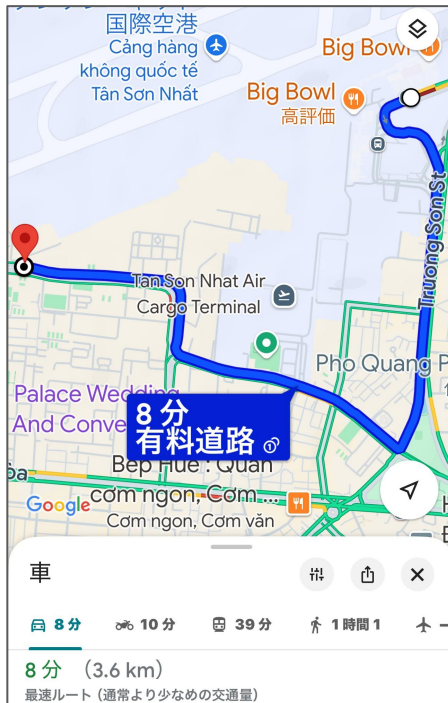 国際空港
Cảng hàng
không quốc tế
Tân Sơn Nhất
Big Bowl
Big Bowl
高評価
Truong Son St
Tan Son Nhat Air
Cargo Terminal
Pho Quang P
Palace Wedding
And Conve
8 分
有料道路
Bếp Huế : Quán
cơm ngon, Cơm ...
Cơm ngon, Cơm văn
Google
車
8 分
10 分
39 分
1 時間 1
8 分 (3.6 km)
最速ルート (通常より少なめの交通量)